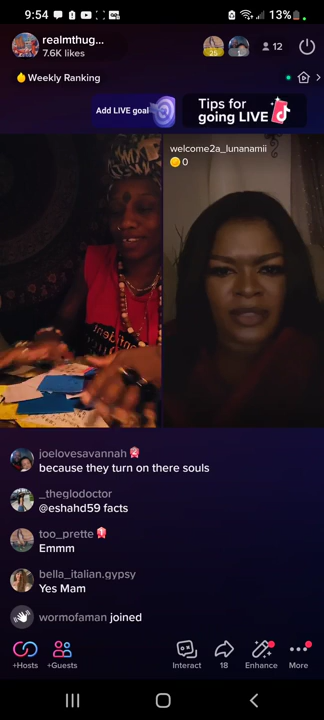 9:54
13%
realmthug...
7.6K likes
25
1
12
Weekly Ranking
Add LIVE goal
Tips for
going LIVE
welcome2a_lunanamii
0
joelovesavannah
because they turn on there souls
_theglodoctor
@eshahd59 facts
too_prette
Emmm
bella_italian.gypsy
Yes Mam
wormofaman joined
+Hosts
+Guests
Interact
18
Enhance
More